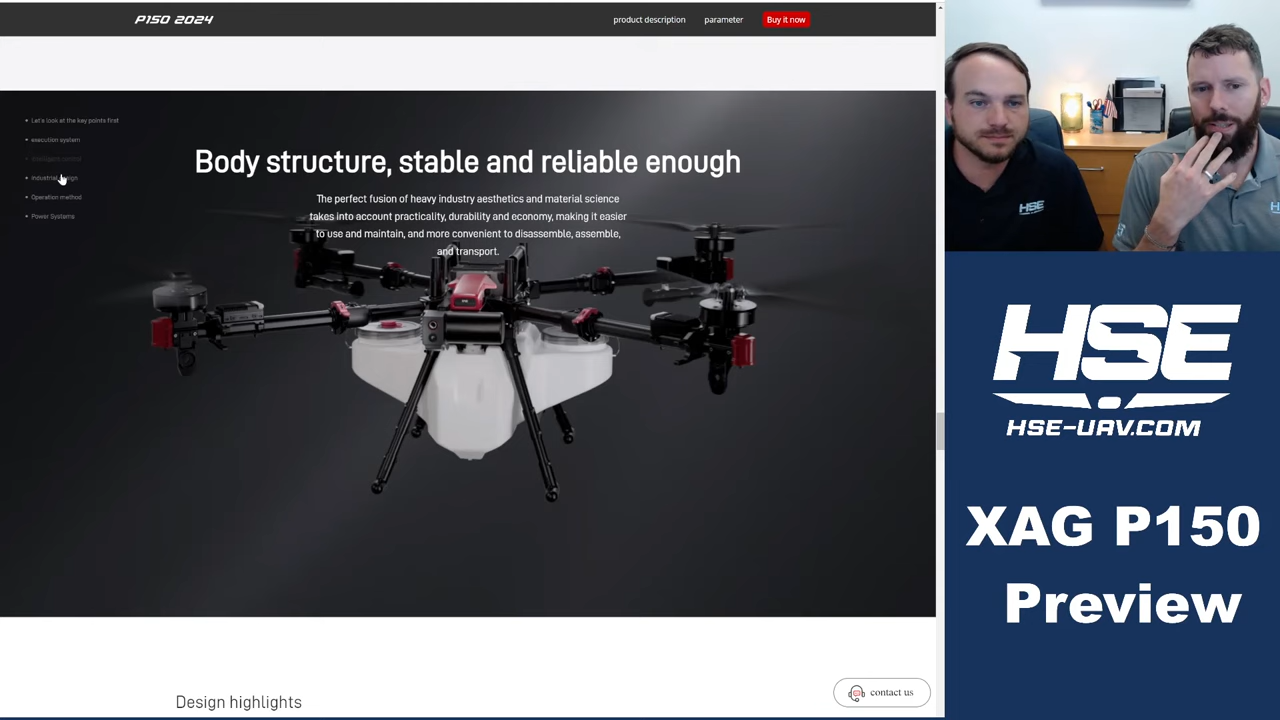 P150 2024
product description
parameter
Buy it now
Let's look at the key points first
execution system
Industrial design
Operation method
Power Systems
Body structure, stable and reliable enough
The perfect fusion of heavy industry aesthetics and material science
takes into account practicality, durability and economy, making it easier
to use and maintain, and more convenient to disassemble, assemble,
and transport.
Design highlights
contact us
HSE
HSE
HSE-UAV.COM
XAG P150
Preview